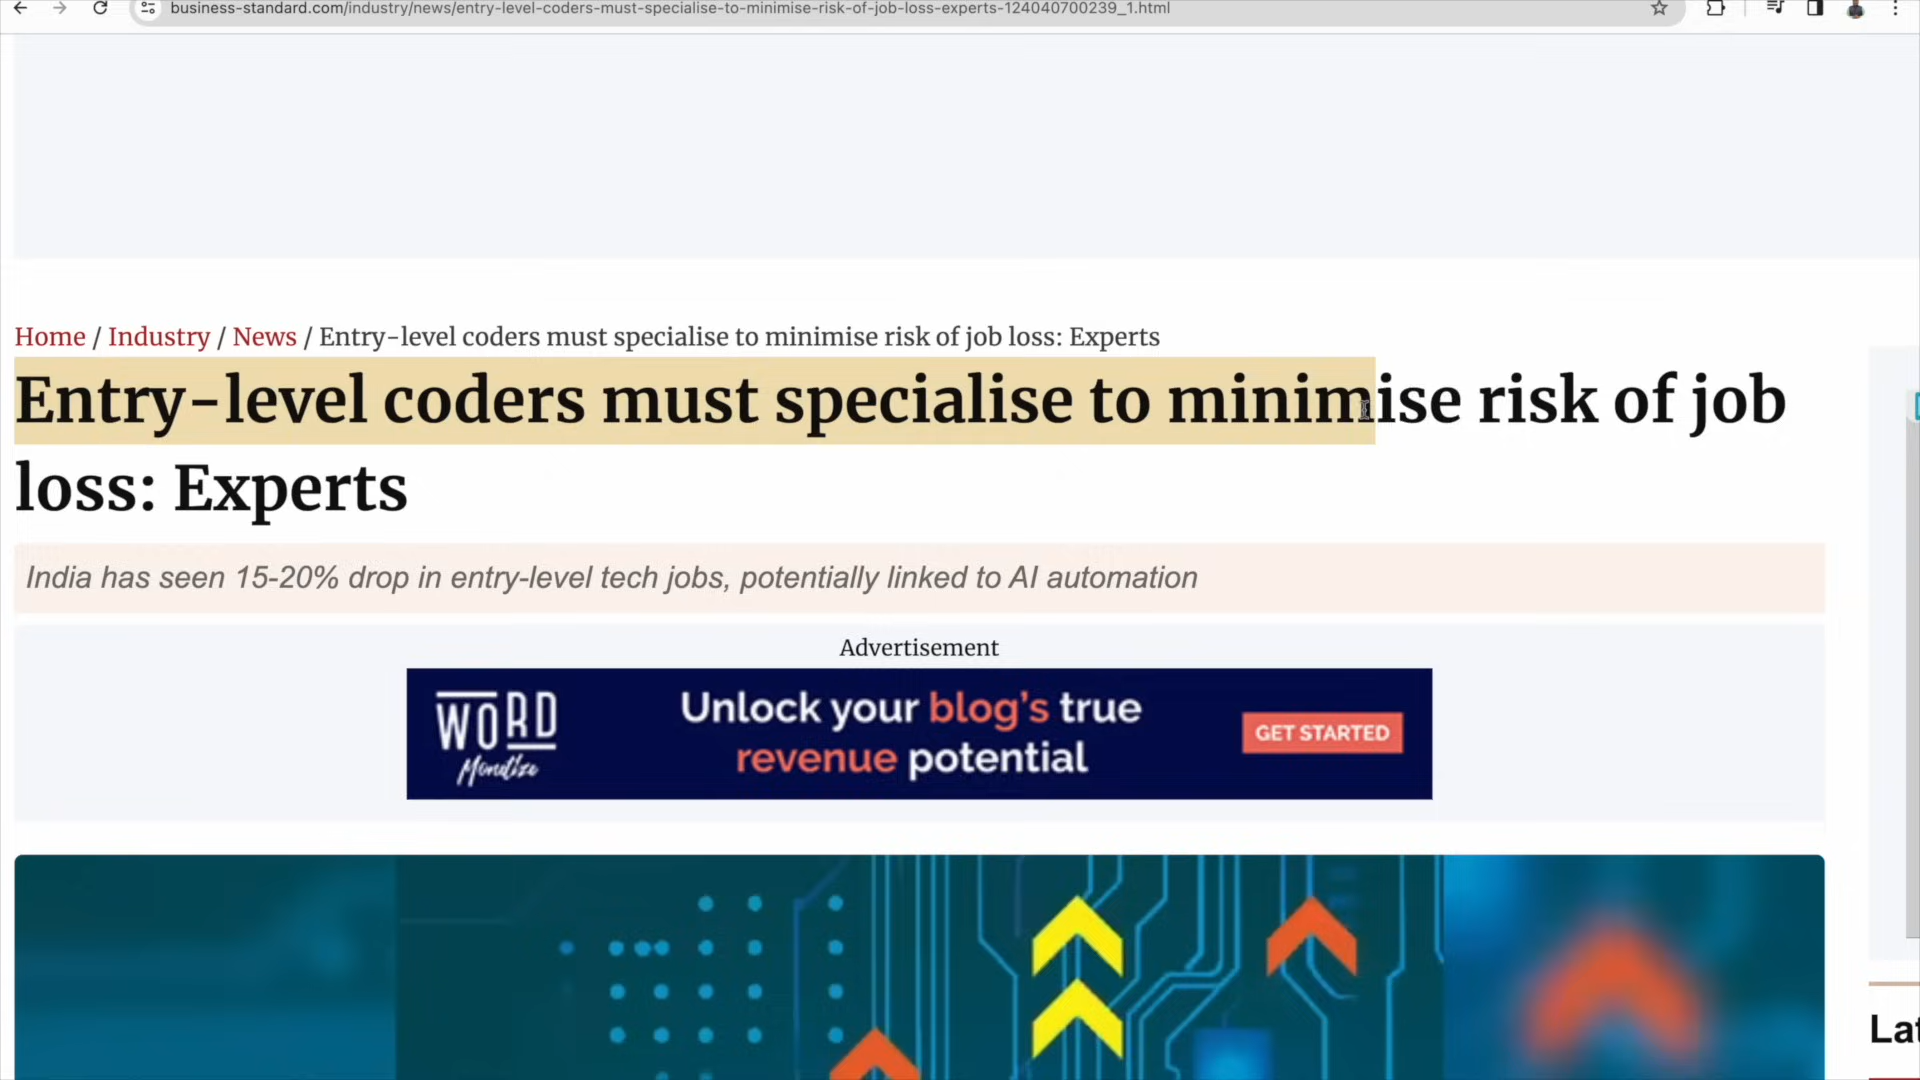 business-standard.com/industry/news/entry-level-coders-must-specialise-to-minimise-risk-of-job-loss-experts-124040700239_1.html
Home / Industry / News / Entry-level coders must specialise to minimise risk of job loss: Experts
Entry-level coders must specialise to minimise risk of job
loss: Experts
India has seen 15-20% drop in entry-level tech jobs, potentially linked to AI automation
Advertisement
WORD
Monetize
Unlock your blog's true
revenue potential
GET STARTED